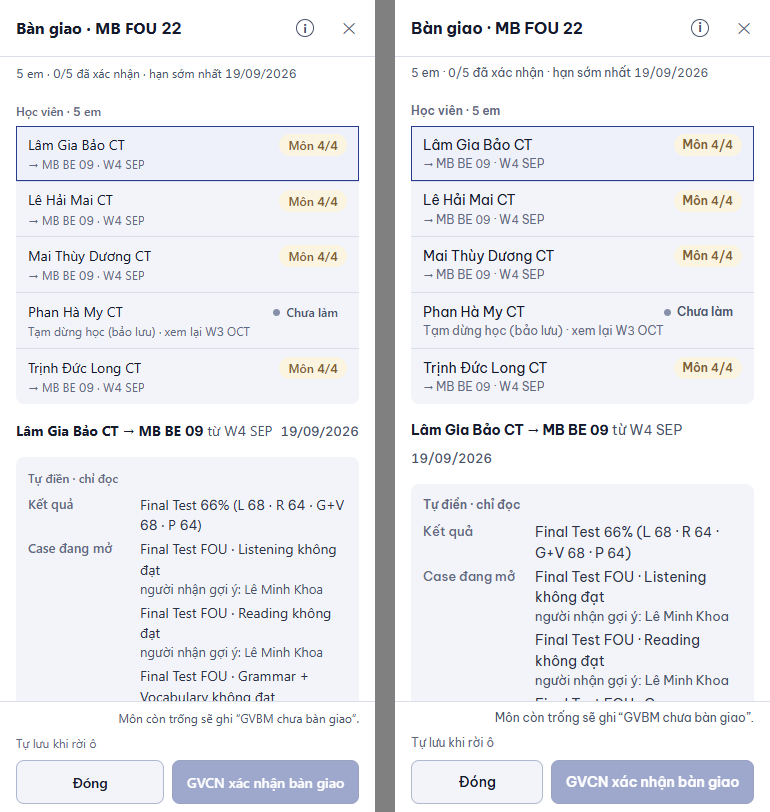 Bàn giao · MB FOU 22
5 em · 0/5 đã xác nhận · hạn sớm nhất 19/09/2026
Học viên · 5 em
Lâm Gia Bảo CT
Môn 4/4
→ MB BE 09 · W4 SEP
Lê Hải Mai CT
Môn 4/4
→ MB BE 09 · W4 SEP
Mai Thùy Dương CT
Môn 4/4
→ MB BE 09 · W4 SEP
Phan Hà My CT
Chưa làm
Tạm dừng học (bảo lưu) · xem lại W3 OCT
Trịnh Đức Long CT
Môn 4/4
→ MB BE 09 · W4 SEP
Lâm Gia Bảo CT → MB BE 09 từ W4 SEP 19/09/2026
Tự điền · chỉ đọc
Kết quả
Final Test 66% (L 68 · R 64 · G+V
68 · P 64)
Case đang mở
Final Test FOU · Listening không
đạt
người nhận gợi ý: Lê Minh Khoa
Final Test FOU · Reading không
đạt
người nhận gợi ý: Lê Minh Khoa
Final Test FOU · Grammar +
Vocabulary không đạt
Môn còn trống sẽ ghi “GVBM chưa bàn giao”.
Tự lưu khi rời ô
Đóng
GVCN xác nhận bàn giao
Bàn giao · MB FOU 22
5 em · 0/5 đã xác nhận · hạn sớm nhất 19/09/2026
Học viên · 5 em
Lâm Gia Bảo CT
Môn 4/4
→ MB BE 09 · W4 SEP
Lê Hải Mai CT
Môn 4/4
→ MB BE 09 · W4 SEP
Mai Thùy Dương CT
Môn 4/4
→ MB BE 09 · W4 SEP
Phan Hà My CT
Chưa làm
Tạm dừng học (bảo lưu) · xem lại W3 OCT
Trịnh Đức Long CT
Môn 4/4
→ MB BE 09 · W4 SEP
Lâm Gia Bảo CT → MB BE 09 từ W4 SEP
19/09/2026
Tự điền · chỉ đọc
Kết quả
Final Test 66% (L 68 · R 64 ·
G+V 68 · P 64)
Case đang mở
Final Test FOU · Listening
không đạt
người nhận gợi ý: Lê Minh Khoa
Final Test FOU · Reading
không đạt
người nhận gợi ý: Lê Minh Khoa
Môn còn trống sẽ ghi “GVBM chưa bàn giao”.
Tự lưu khi rời ô
Đóng
GVCN xác nhận bàn giao